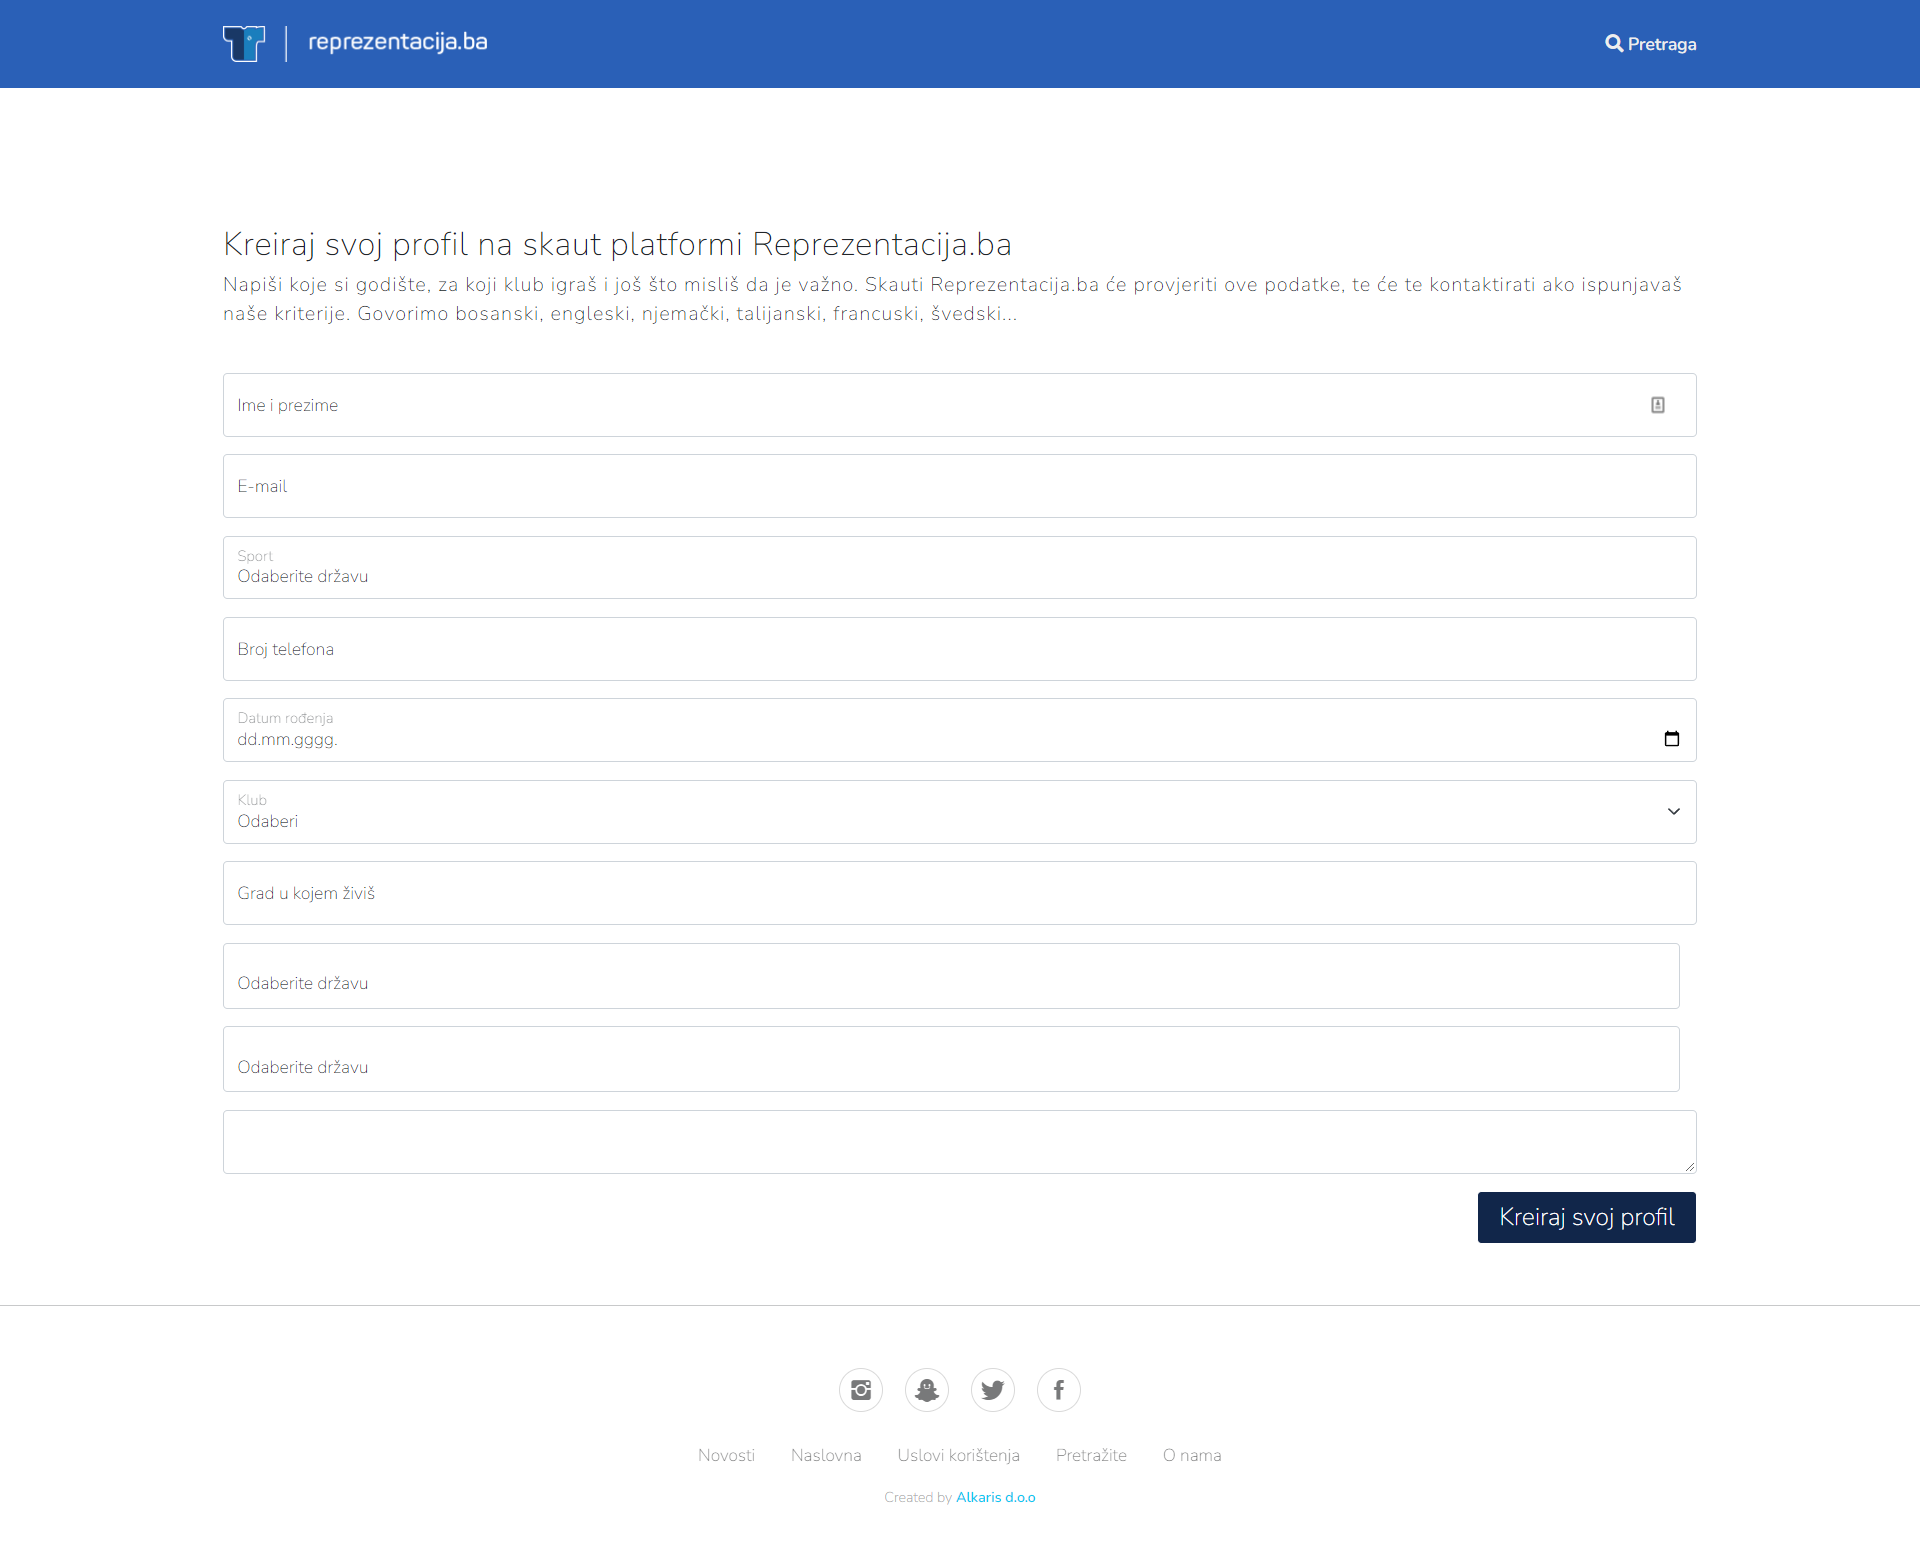 reprezentacija.ba
Pretraga
Kreiraj svoj profil na skaut platformi Reprezentacija.ba
Napiši koje si godište, za koji klub igraš i još što misliš da je važno. Skauti Reprezentacija.ba će provjeriti ove podatke, te će te kontaktirati ako ispunjavaš
naše kriterije. Govorimo bosanski, engleski, njemački, talijanski, francuski, švedski...
Ime i prezime
E-mail
Sport
Odaberite državu
Broj telefona
Datum rođenja
dd.mm.gggg.
Klub
Odaberi
Grad u kojem živiš
Odaberite državu
Odaberite državu
Kreiraj svoj profil
Novosti Naslovna Uslovi korištenja Pretražite O nama
Created by Alkaris d.o.o